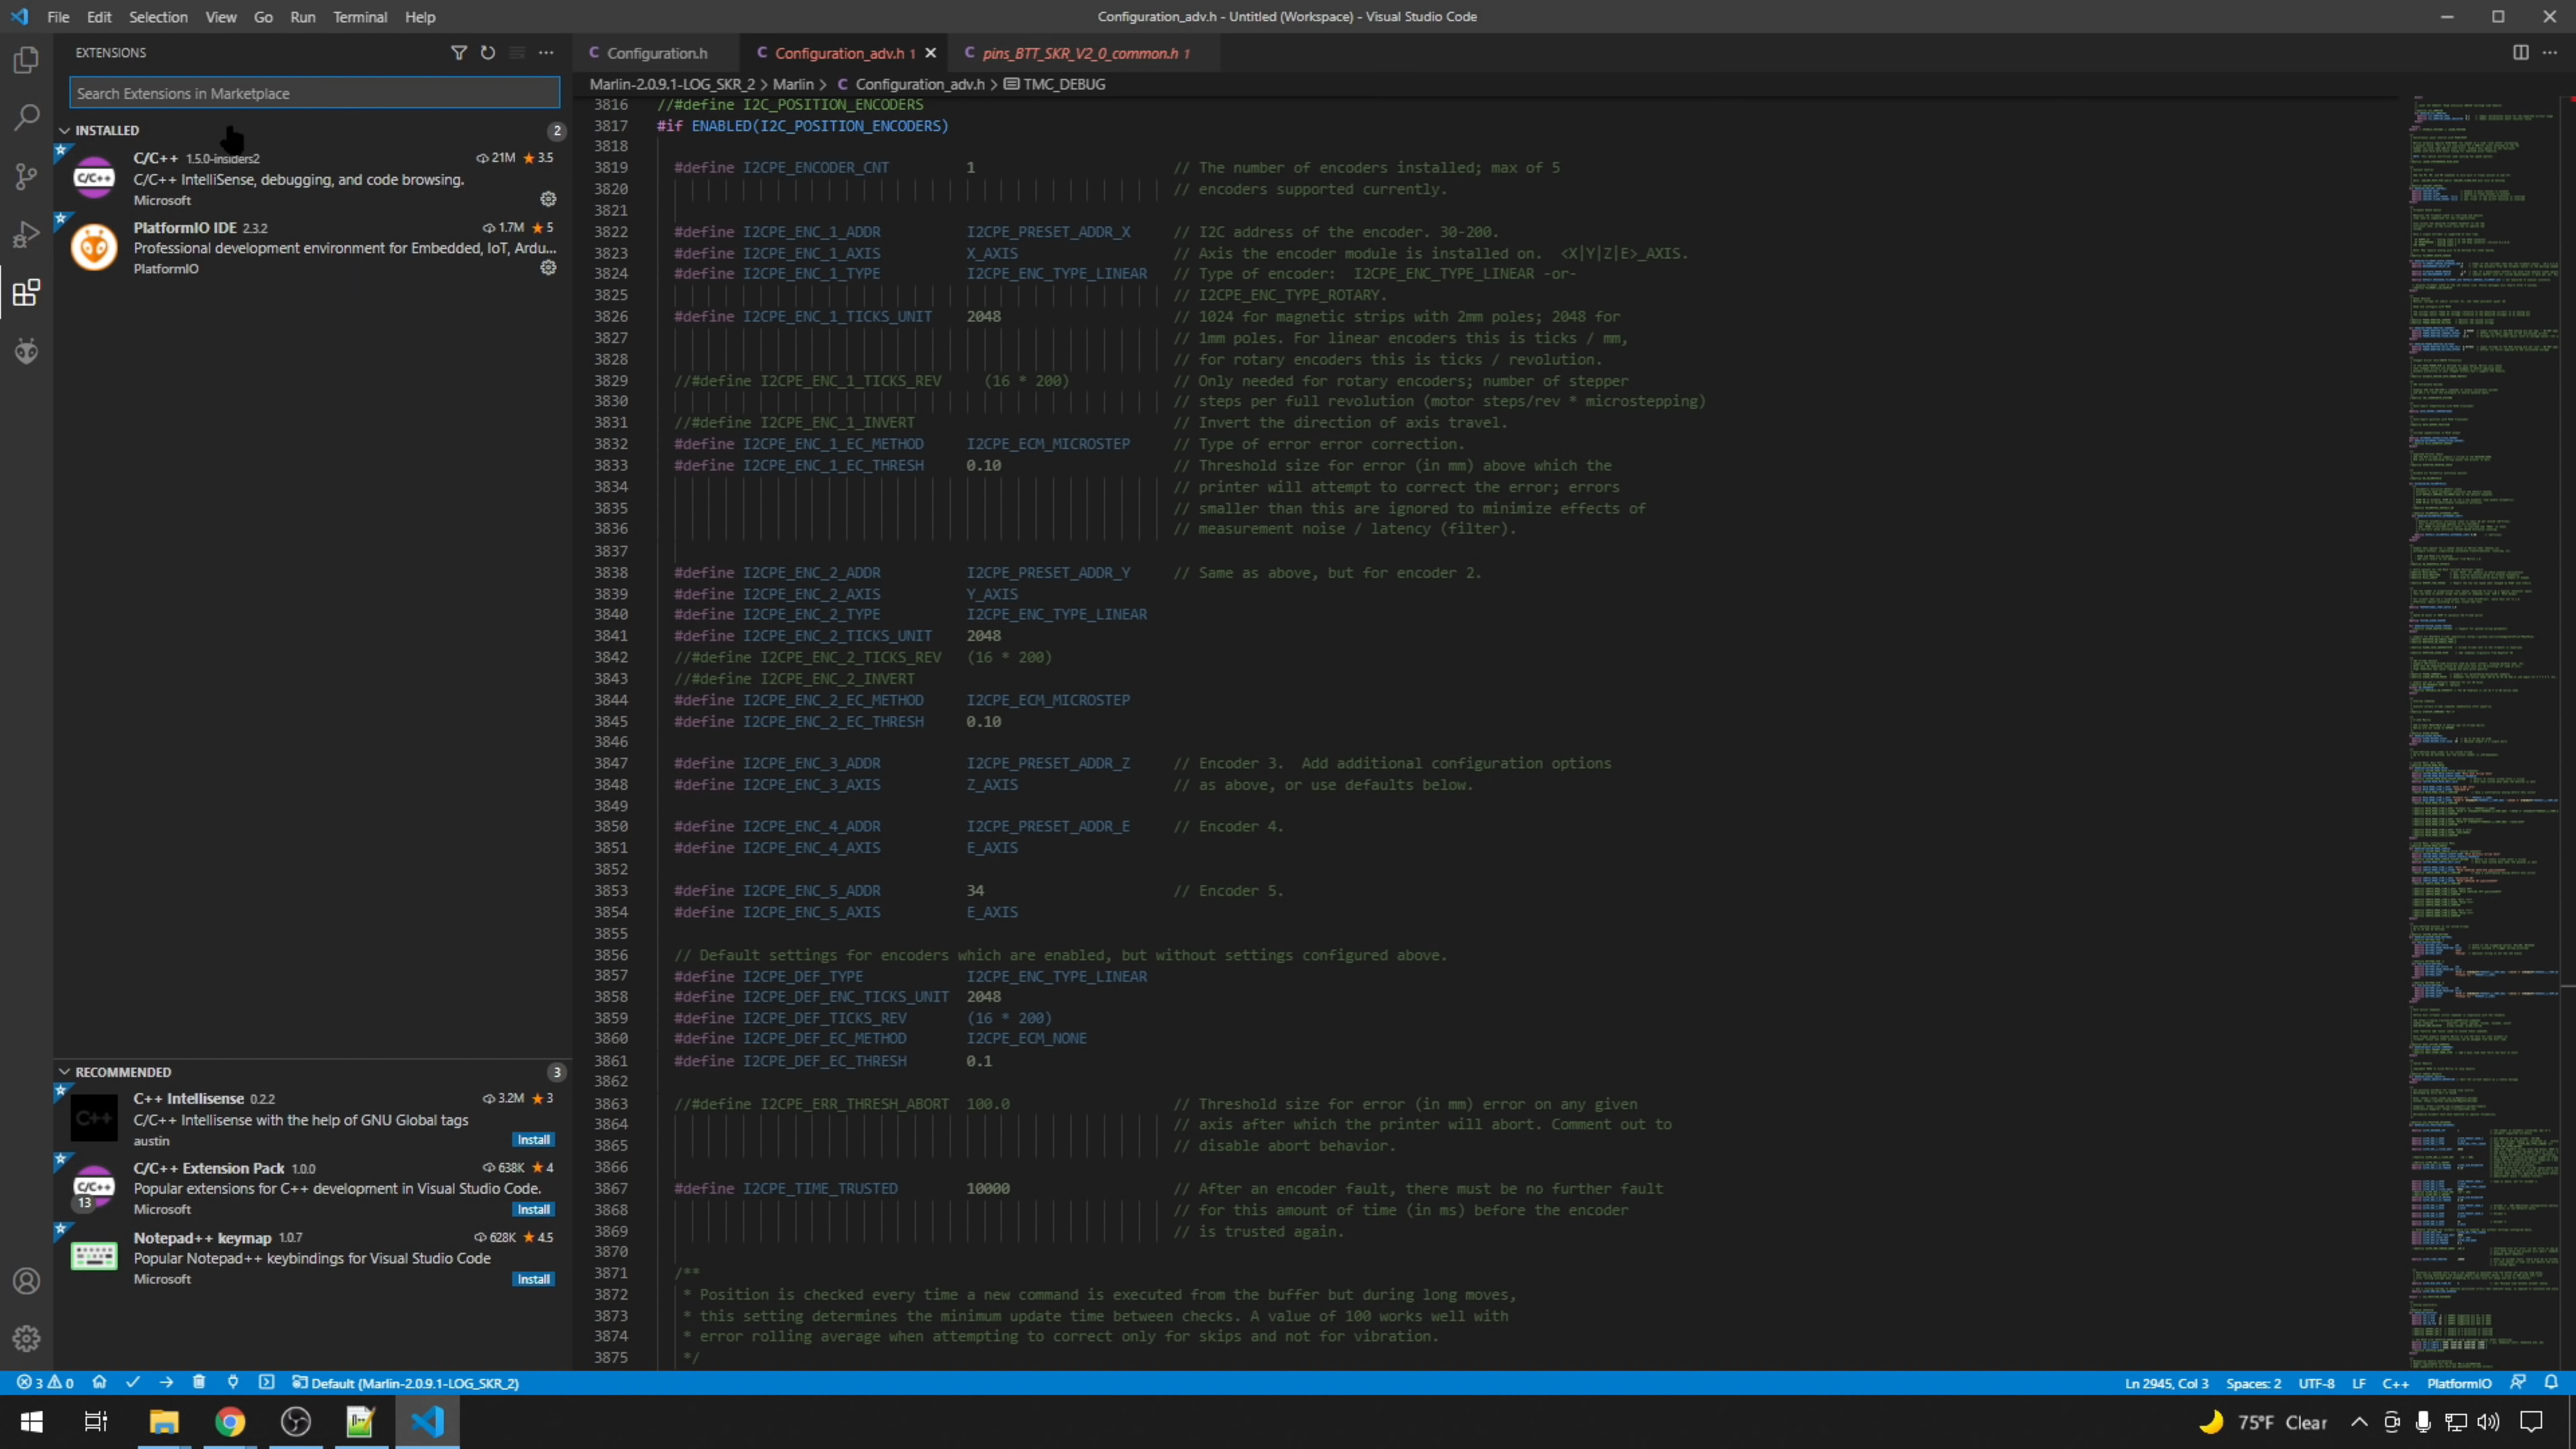 File Edit Selection View Go Run Terminal Help
Configuration_adv.h - Untitled (Workspace) - Visual Studio Code
EXTENSIONS
Search Extensions in Marketplace
INSTALLED 2
C/C++ 1.5.0-insiders2 21M 3.5
C/C++ IntelliSense, debugging, and code browsing.
Microsoft
PlatformIO IDE 2.3.2 1.7M 5
Professional development environment for Embedded, IoT, Ardu...
PlatformIO
RECOMMENDED 3
C++ Intellisense 0.2.2 3.2M 3
C/C++ Intellisense with the help of GNU Global tags
austin Install
C/C++ Extension Pack 1.0.0 638K 4
Popular extensions for C++ development in Visual Studio Code.
13 Microsoft Install
Notepad++ keymap 1.0.7 628K 4.5
Popular Notepad++ keybindings for Visual Studio Code
Microsoft Install
Configuration.h
Configuration_adv.h 1
pins_BTT_SKR_V2_0_common.h 1
Marlin-2.0.9.1-LOG_SKR_2 > Marlin > C Configuration_adv.h > TMC_DEBUG
3816 //#define I2C_POSITION_ENCODERS
3817 #if ENABLED(I2C_POSITION_ENCODERS)
3818
3819 #define I2CPE_ENCODER_CNT 1 // The number of encoders installed; max of 5
3820 // encoders supported currently.
3821
3822 #define I2CPE_ENC_1_ADDR I2CPE_PRESET_ADDR_X // I2C address of the encoder. 30-200.
3823 #define I2CPE_ENC_1_AXIS X_AXIS // Axis the encoder module is installed on. <X|Y|Z|E>_AXIS.
3824 #define I2CPE_ENC_1_TYPE I2CPE_ENC_TYPE_LINEAR // Type of encoder: I2CPE_ENC_TYPE_LINEAR -or-
3825 // I2CPE_ENC_TYPE_ROTARY.
3826 #define I2CPE_ENC_1_TICKS_UNIT 2048 // 1024 for magnetic strips with 2mm poles; 2048 for
3827 // 1mm poles. For linear encoders this is ticks / mm,
3828 // for rotary encoders this is ticks / revolution.
3829 //#define I2CPE_ENC_1_TICKS_REV (16 * 200) // Only needed for rotary encoders; number of stepper
3830 // steps per full revolution (motor steps/rev * microstepping)
3831 //#define I2CPE_ENC_1_INVERT // Invert the direction of axis travel.
3832 #define I2CPE_ENC_1_EC_METHOD I2CPE_ECM_MICROSTEP // Type of error error correction.
3833 #define I2CPE_ENC_1_EC_THRESH 0.10 // Threshold size for error (in mm) above which the
3834 // printer will attempt to correct the error; errors
3835 // smaller than this are ignored to minimize effects of
3836 // measurement noise / latency (filter).
3837
3838 #define I2CPE_ENC_2_ADDR I2CPE_PRESET_ADDR_Y // Same as above, but for encoder 2.
3839 #define I2CPE_ENC_2_AXIS Y_AXIS
3840 #define I2CPE_ENC_2_TYPE I2CPE_ENC_TYPE_LINEAR
3841 #define I2CPE_ENC_2_TICKS_UNIT 2048
3842 //#define I2CPE_ENC_2_TICKS_REV (16 * 200)
3843 //#define I2CPE_ENC_2_INVERT
3844 #define I2CPE_ENC_2_EC_METHOD I2CPE_ECM_MICROSTEP
3845 #define I2CPE_ENC_2_EC_THRESH 0.10
3846
3847 #define I2CPE_ENC_3_ADDR I2CPE_PRESET_ADDR_Z // Encoder 3. Add additional configuration options
3848 #define I2CPE_ENC_3_AXIS Z_AXIS // as above, or use defaults below.
3849
3850 #define I2CPE_ENC_4_ADDR I2CPE_PRESET_ADDR_E // Encoder 4.
3851 #define I2CPE_ENC_4_AXIS E_AXIS
3852
3853 #define I2CPE_ENC_5_ADDR 34 // Encoder 5.
3854 #define I2CPE_ENC_5_AXIS E_AXIS
3855
3856 // Default settings for encoders which are enabled, but without settings configured above.
3857 #define I2CPE_DEF_TYPE I2CPE_ENC_TYPE_LINEAR
3858 #define I2CPE_DEF_ENC_TICKS_UNIT 2048
3859 #define I2CPE_DEF_TICKS_REV (16 * 200)
3860 #define I2CPE_DEF_EC_METHOD I2CPE_ECM_NONE
3861 #define I2CPE_DEF_EC_THRESH 0.1
3862
3863 //#define I2CPE_ERR_THRESH_ABORT 100.0 // Threshold size for error (in mm) error on any given
3864 // axis after which the printer will abort. Comment out to
3865 // disable abort behavior.
3866
3867 #define I2CPE_TIME_TRUSTED 10000 // After an encoder fault, there must be no further fault
3868 // for this amount of time (in ms) before the encoder
3869 // is trusted again.
3870
3871 /**
3872 * Position is checked every time a new command is executed from the buffer but during long moves,
3873 * this setting determines the minimum update time between checks. A value of 100 works well with
3874 * error rolling average when attempting to correct only for skips and not for vibration.
3875 */
3 0 Default (Marlin-2.0.9.1-LOG_SKR_2) Ln 2945, Col 3 Spaces: 2 UTF-8 LF C++ PlatformIO
75°F Clear